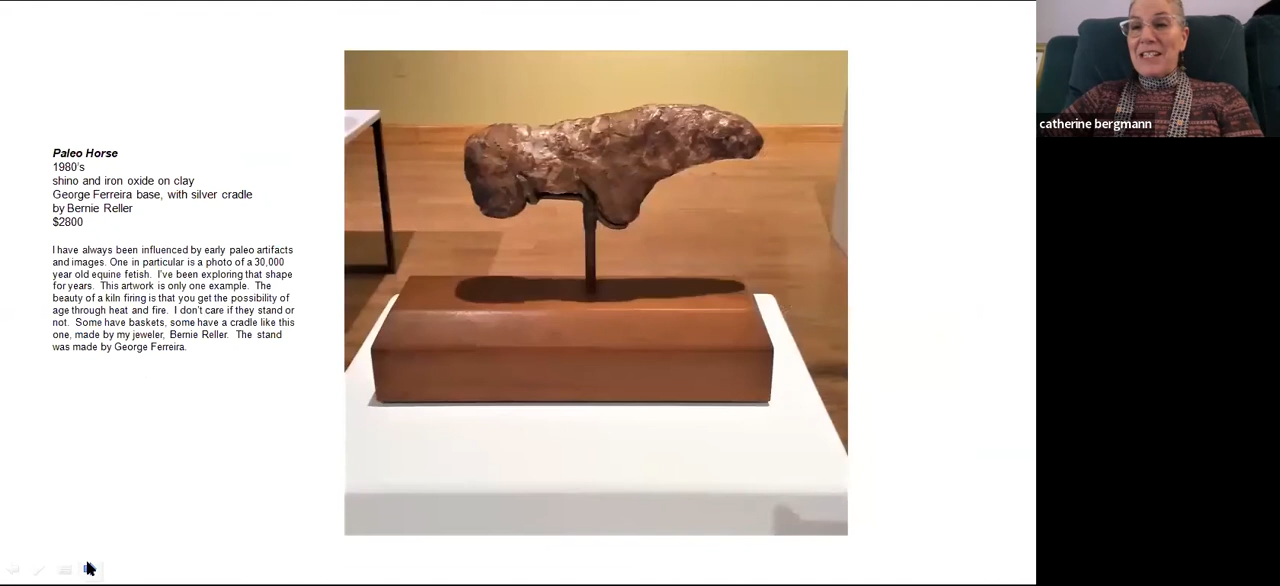 Paleo Horse
1980's
shino and iron oxide on clay
George Ferreira base, with silver cradle
by Bernie Reller
$2800
I have always been influenced by early paleo artifacts
and images. One in particular is a photo of a 30,000
year old equine fetish. I've been exploring that shape
for years. This artwork is only one example. The
beauty of a kiln firing is that you get the possibility of
age through heat and fire. I don't care if they stand or
not. Some have baskets, some have a cradle like this
one, made by my jeweler, Bernie Reller. The stand
was made by George Ferreira.
catherine bergmann